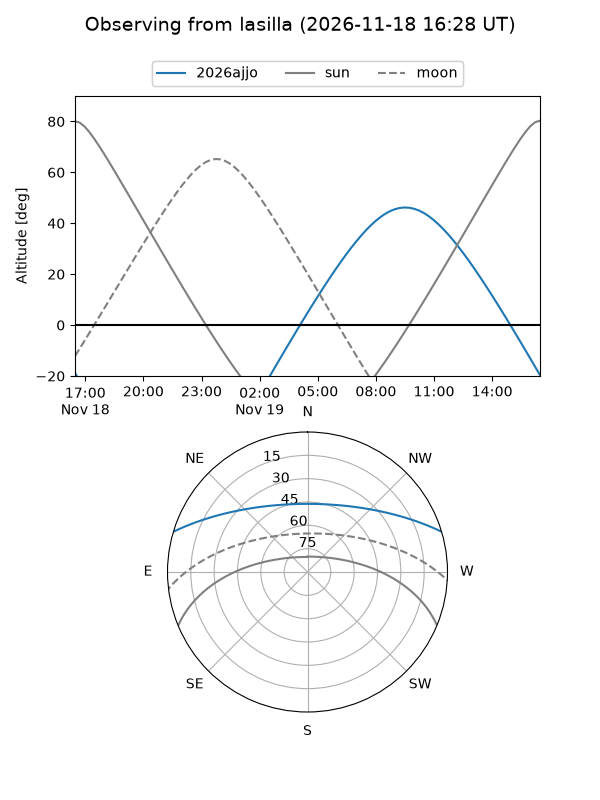 Observing from lasilla (2026-11-18 16:28 UT)
2026ajjo sun moon
Altitude [deg]
80
60
40
20
0
−20
17:00 20:00 23:00 02:00 05:00 08:00 11:00 14:00
Nov 18 Nov 19
N
NE NW
15
30
45
60
75
E W
SE SW
S